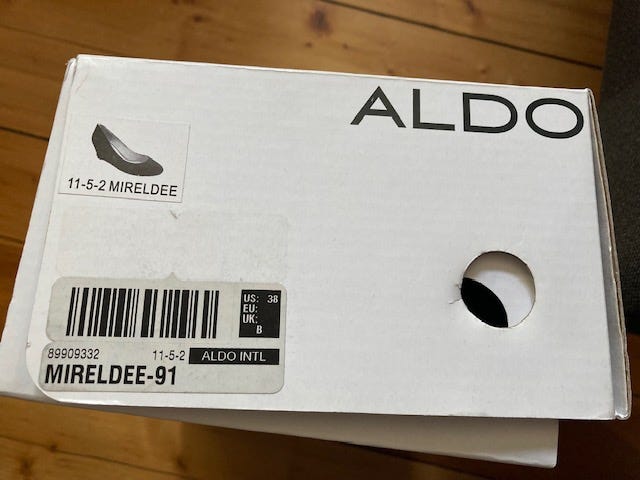 ALDO
11-5-2 MIRELDEE
US: 38
EU:
UK:
B
89909332 11-5-2 ALDO INTL
MIRELDEE-91